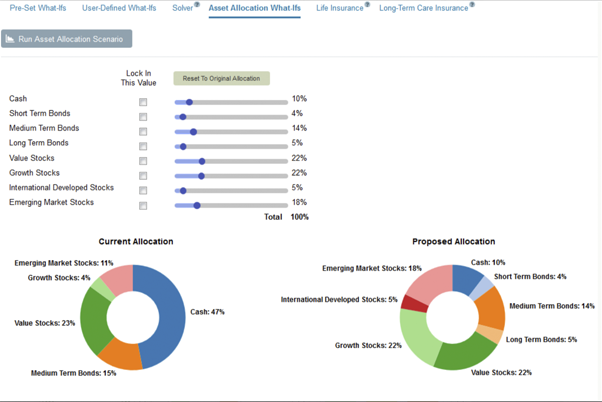 Pre-Set What-Ifs User-Defined What-Ifs Solver ? Asset Allocation What-Ifs Life Insurance ? Long-Term Care Insurance ?
Run Asset Allocation Scenario
Lock In
This Value
Reset To Original Allocation
Cash 10%
Short Term Bonds 4%
Medium Term Bonds 14%
Long Term Bonds 5%
Value Stocks 22%
Growth Stocks 22%
International Developed Stocks 5%
Emerging Market Stocks 18%
Total 100%
Current Allocation
Emerging Market Stocks: 11%
Growth Stocks: 4%
Cash: 47%
Value Stocks: 23%
Medium Term Bonds: 15%
Proposed Allocation
Cash: 10%
Emerging Market Stocks: 18%
Short Term Bonds: 4%
International Developed Stocks: 5%
Medium Term Bonds: 14%
Long Term Bonds: 5%
Growth Stocks: 22%
Value Stocks: 22%